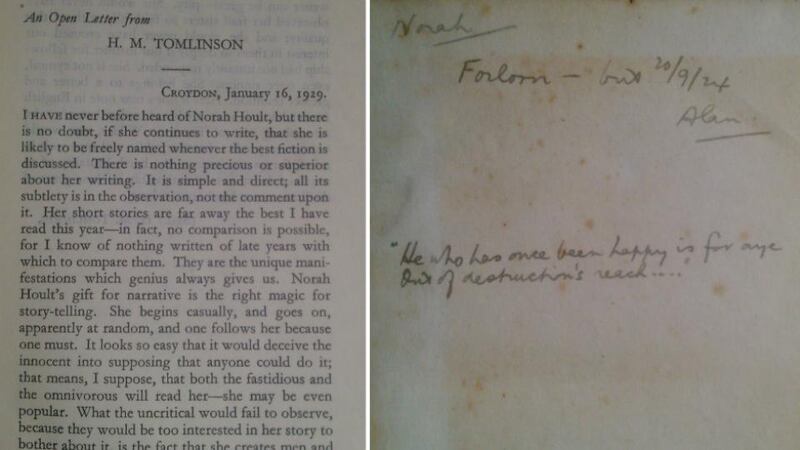 An Open Letter from
H. M. TOMLINSON
CROYDON, January 16, 1929.
I HAVE never before heard of Norah Hoult, but there
is no doubt, if she continues to write, that she is
likely to be freely named whenever the best fiction is
discussed. There is nothing precious or superior
about her writing. It is simple and direct; all its
subtlety is in the observation, not the comment upon
it. Her short stories are far away the best I have
read this year—in fact, no comparison is possible,
for I know of nothing written of late years with
which to compare them. They are the unique mani-
festations which genius always gives us. Norah
Hoult's gift for narrative is the right magic for
story-telling. She begins casually, and goes on,
apparently at random, and one follows her because
one must. It looks so easy that it would deceive the
innocent into supposing that anyone could do it;
that means, I suppose, that both the fastidious and
the omnivorous will read her—she may be even
popular. What the uncritical would fail to observe,
because they would be too interested in her story to
bother about it, is the fact that she creates men and
Norah
Forlorn – but 20/9/24
Alan
"He who has once been happy is for aye
Out of destruction's reach....